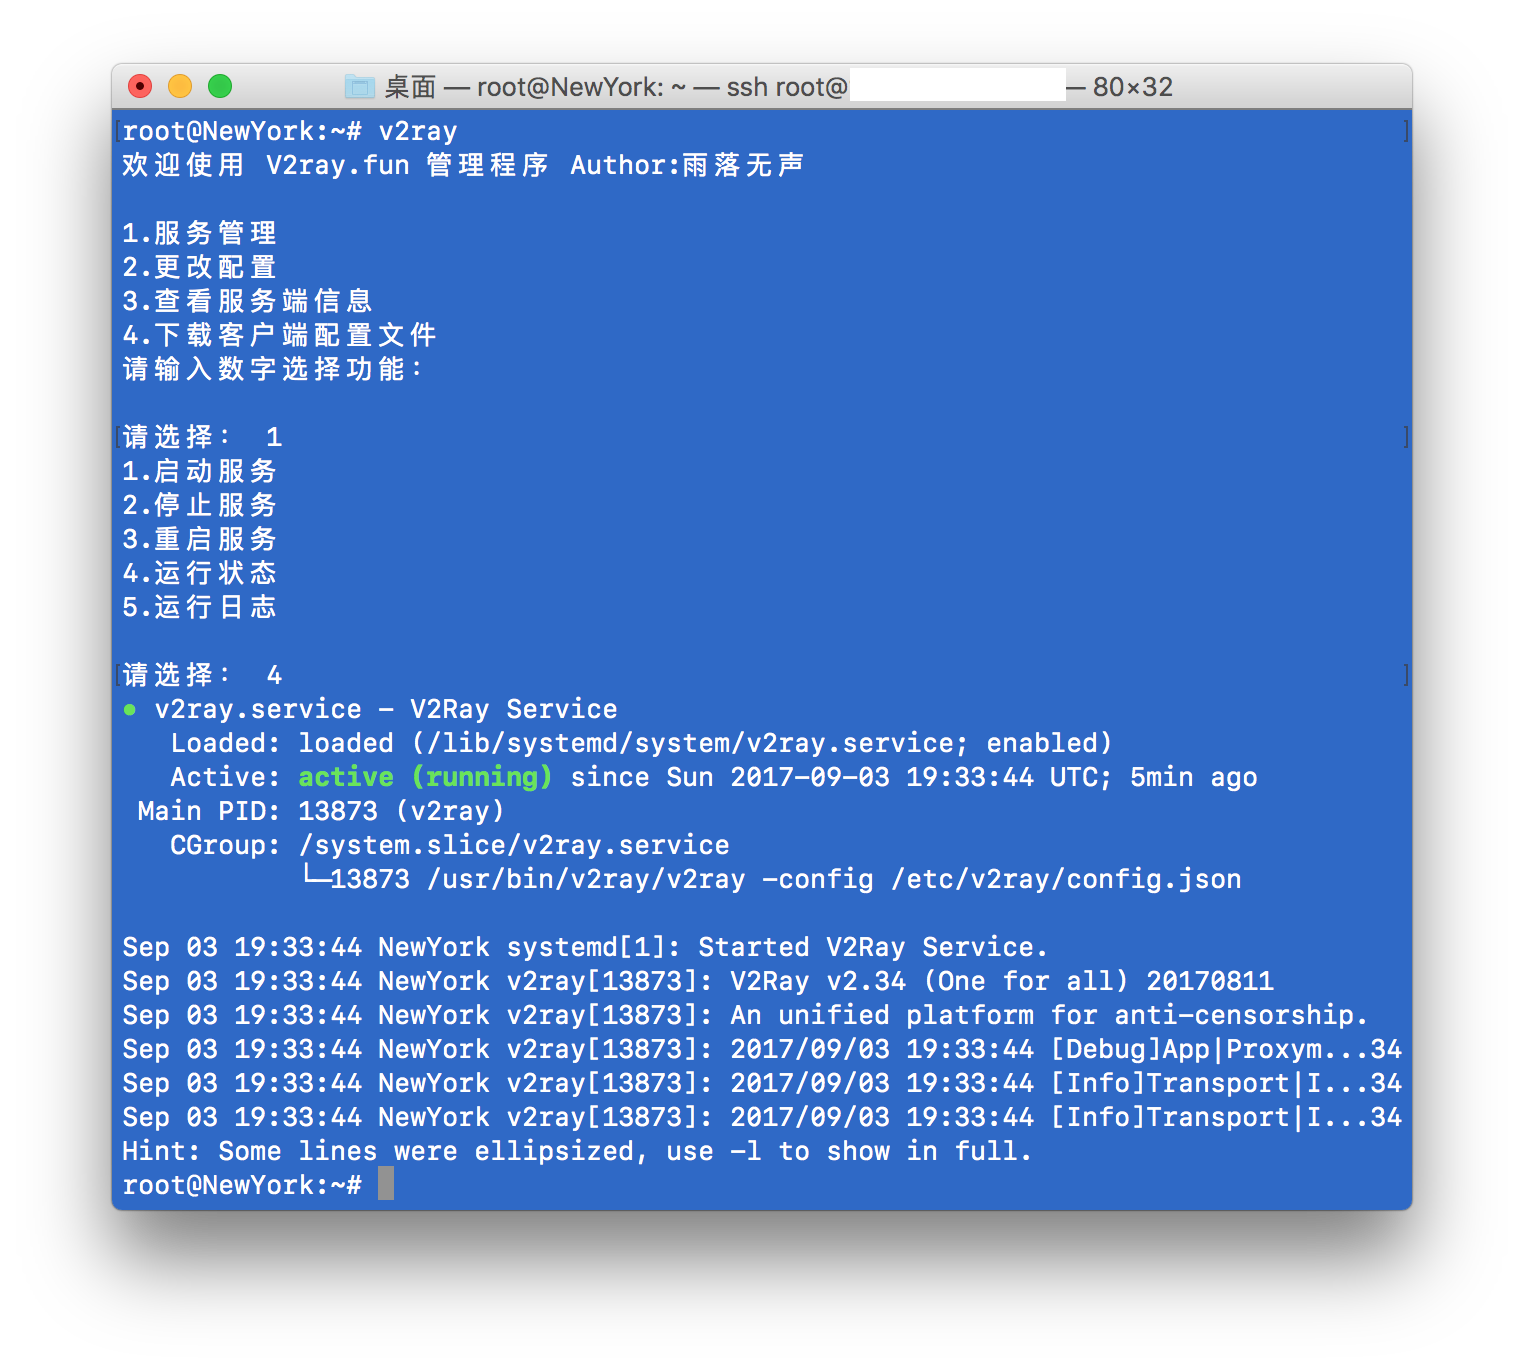 桌面 — root@NewYork: ~ — ssh root@ — 80×32
root@NewYork:~# v2ray
欢迎使用 V2ray.fun 管理程序 Author:雨落无声
1.服务管理
2.更改配置
3.查看服务端信息
4.下载客户端配置文件
请输入数字选择功能：
请选择： 1
1.启动服务
2.停止服务
3.重启服务
4.运行状态
5.运行日志
请选择： 4
● v2ray.service - V2Ray Service
Loaded: loaded (/lib/systemd/system/v2ray.service; enabled)
Active: active (running) since Sun 2017-09-03 19:33:44 UTC; 5min ago
Main PID: 13873 (v2ray)
CGroup: /system.slice/v2ray.service
└─13873 /usr/bin/v2ray/v2ray -config /etc/v2ray/config.json
Sep 03 19:33:44 NewYork systemd[1]: Started V2Ray Service.
Sep 03 19:33:44 NewYork v2ray[13873]: V2Ray v2.34 (One for all) 20170811
Sep 03 19:33:44 NewYork v2ray[13873]: An unified platform for anti-censorship.
Sep 03 19:33:44 NewYork v2ray[13873]: 2017/09/03 19:33:44 [Debug]App|Proxym...34
Sep 03 19:33:44 NewYork v2ray[13873]: 2017/09/03 19:33:44 [Info]Transport|I...34
Sep 03 19:33:44 NewYork v2ray[13873]: 2017/09/03 19:33:44 [Info]Transport|I...34
Hint: Some lines were ellipsized, use -l to show in full.
root@NewYork:~#